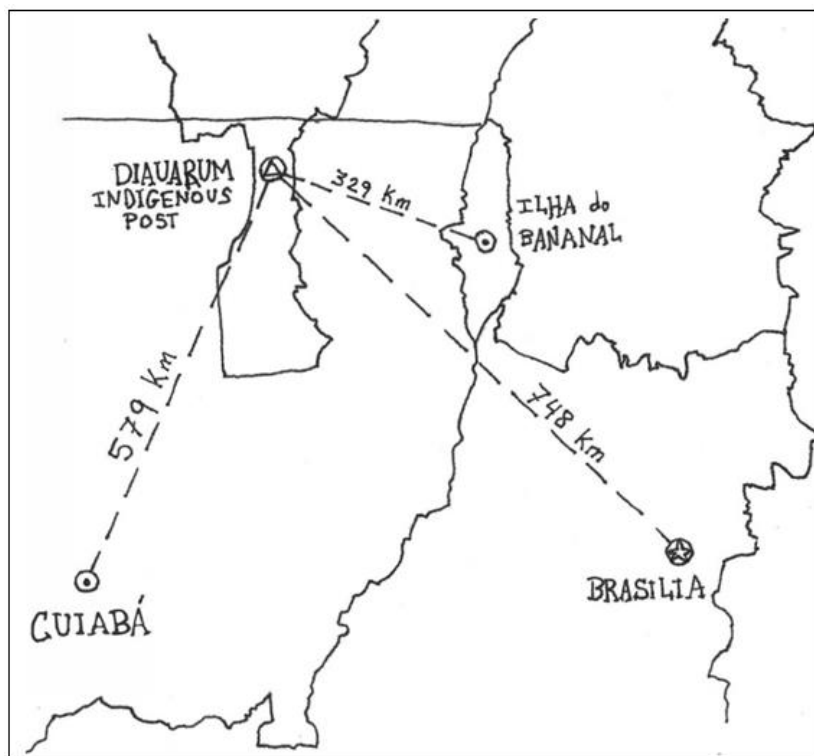 DIAUARUM
INDIGENOUS
POST
329 Km
ILHA do
BANANAL
579 Km
748 Km
CUIABÁ
BRASILIA